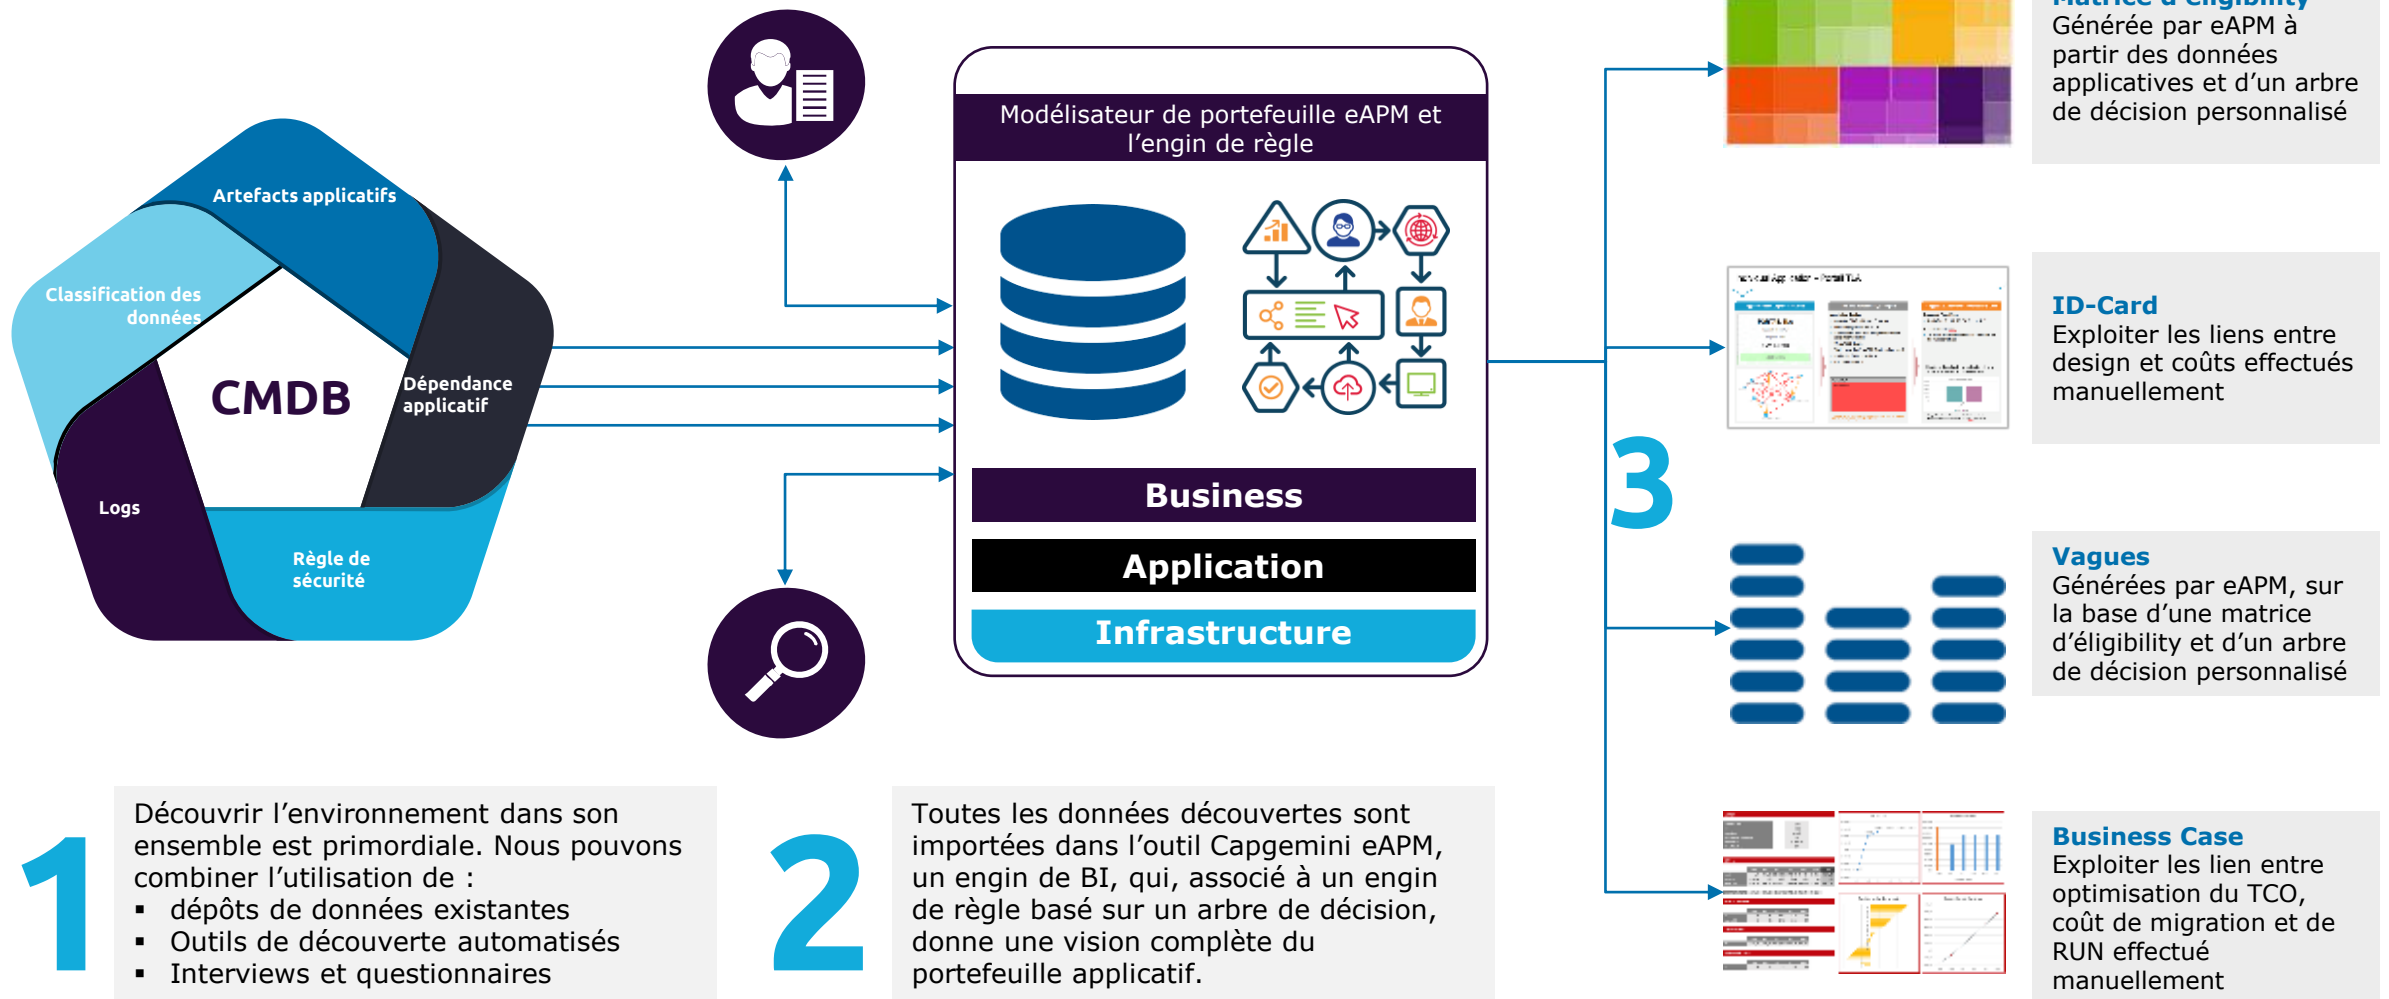 Artefacts applicatifs
Classification des
données
CMDB
Dépendance
applicatif
Logs
Règle de
sécurité
Modélisateur de portefeuille eAPM et
l’engin de règle
Business
Application
Infrastructure
3
Matrice d’éligibility
Générée par eAPM à
partir des données
applicatives et d’un arbre
de décision personnalisé
ID-Card
Exploiter les liens entre
design et coûts effectués
manuellement
Vagues
Générées par eAPM, sur
la base d’une matrice
d’éligibility et d’un arbre
de décision personnalisé
Business Case
Exploiter les lien entre
optimisation du TCO,
coût de migration et de
RUN effectué
manuellement
1
Découvrir l’environnement dans son
ensemble est primordiale. Nous pouvons
combiner l’utilisation de :
▪ dépôts de données existantes
▪ Outils de découverte automatisés
▪ Interviews et questionnaires
2
Toutes les données découvertes sont
importées dans l’outil Capgemini eAPM,
un engin de BI, qui, associé à un engin
de règle basé sur un arbre de décision,
donne une vision complète du
portefeuille applicatif.